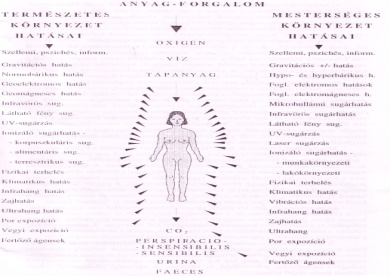 ANYAG-FORGALOM
TERMÉSZETES
KÖRNYEZET
HATÁSAI
Szellemi, pszichés, inform.
Gravitációs hatás
Normobárikus hatás
Geoelektromos hatás
Geomágneses hatás
Infravörös sug.
Látható fény sug.
UV-sugárzás
Ionizáló sugárhatás -
- korpuszkuláris sug.
- alimentáris sug.
- terresztrikus sug.
Fizikai terhelés
Klimatikus hatás
Infrahang hatás
Zajhatás
Ultrahang hatás
Por expozíció
Vegyi expozíció
Fertőző ágensek
OXIGÉN
VÍZ
TAPANYAG
CO2
PERSPIRACIO-
-INSENSIBILIS
-SENSIBILIS
URINA
FAECES
MESTERSÉGES
KÖRNYEZET
HATÁSAI
Szellemi, pszichés, inform.
Gravitációs +/- hatás
Hypo- és hyperbárikus h.
Fogl. elektromos hatások
Fogl. elektromágneses h.
Mikrohullámú sugárhatás
Infravörös sugárhatás
Látható fény sugárhatás
UV-sugárzás
Laser sugárzás
Ionizáló sugárhatás -
- munkakörnyezeti
- lakókörnyezeti
Fizikai terhelés
Klimatikus hatás
Vibrációs hatás
Infrahang hatás
Zajhatás
Ultrahang
Por expozíció
Vegyi expozíció
Fertőző ágensek